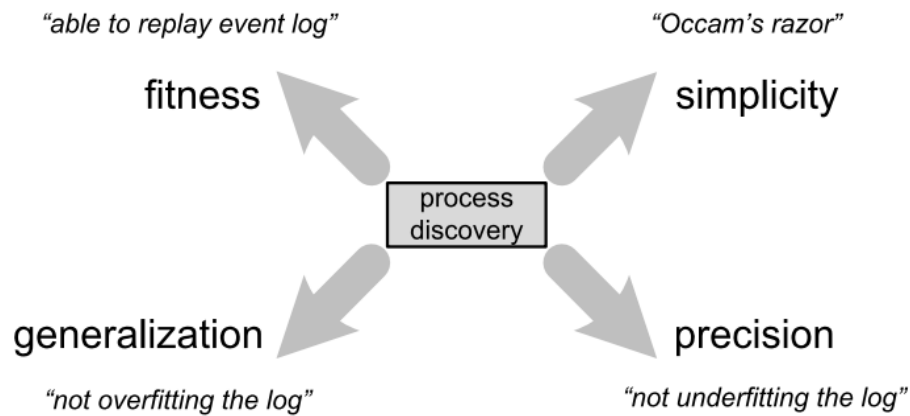 “able to replay event log”
“Occam’s razor”
fitness
simplicity
process
discovery
generalization
precision
“not overfitting the log”
“not underfitting the log”